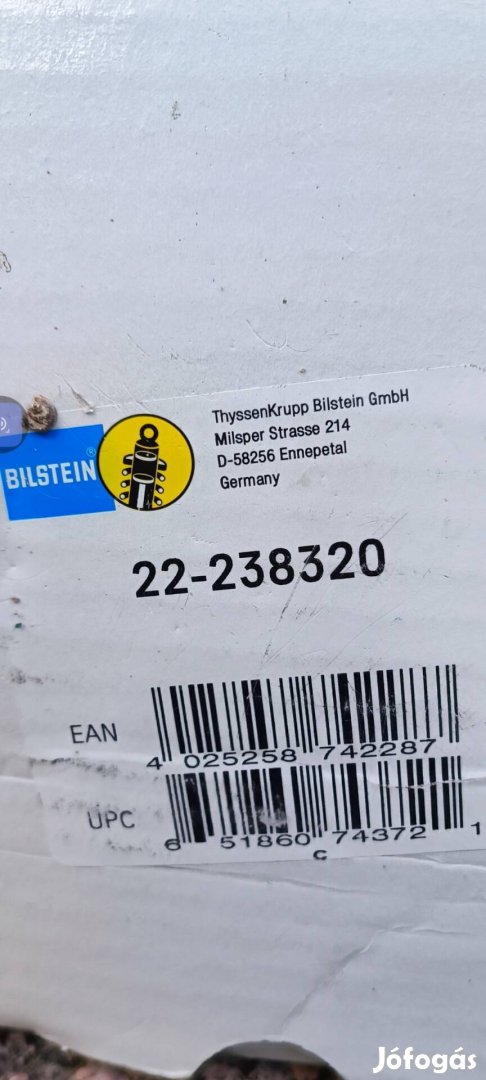 ThyssenKrupp Bilstein GmbH
Milsper Strasse 214
D-58256 Ennepetal
Germany
BILSTEIN®
22-238320
EAN
4 025258 742287
UPC
6 51860 74372 1
C
Jófogás